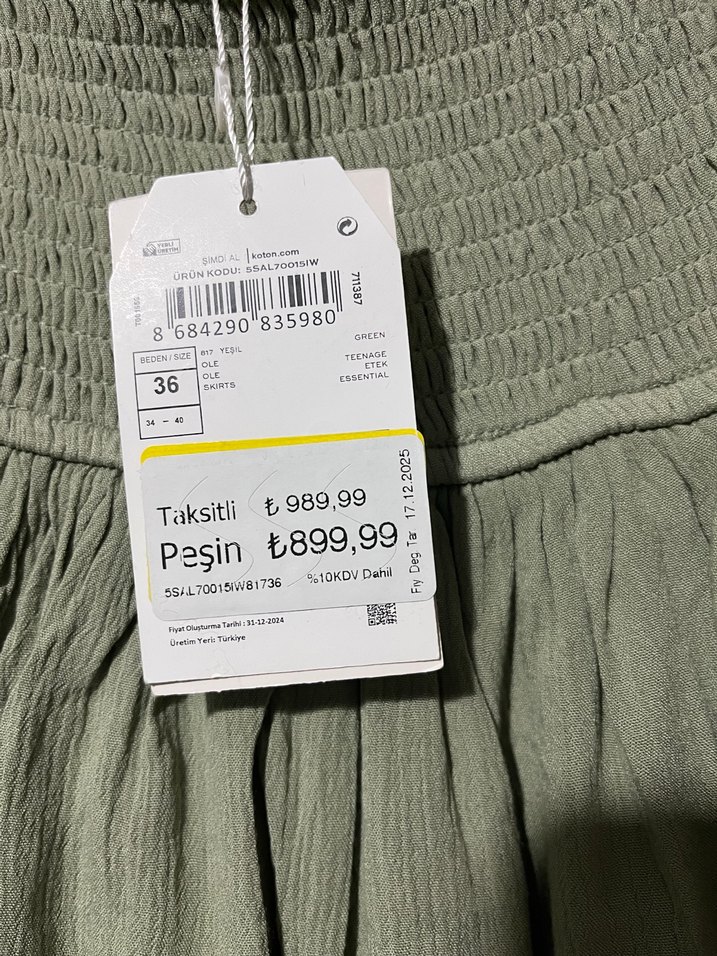 YERLİ
ÜRETİM
ŞİMDİ AL | koton.com
ÜRÜN KODU: 5SAL70015IW
711387
8 684290 835980
BEDEN / SIZE
36
34 – 40
817 YEŞİL
GREEN
OLE
TEENAGE
OLE
ETEK
SKIRTS
ESSENTIAL
Taksitli ₺ 989,99
Peşin ₺899,99
5SAL70015IW81736
%10KDV Dahil
Fiy Deg Tar 17.12.2025
Fiyat Oluşturma Tarihi : 31-12-2024
Üretim Yeri: Türkiye